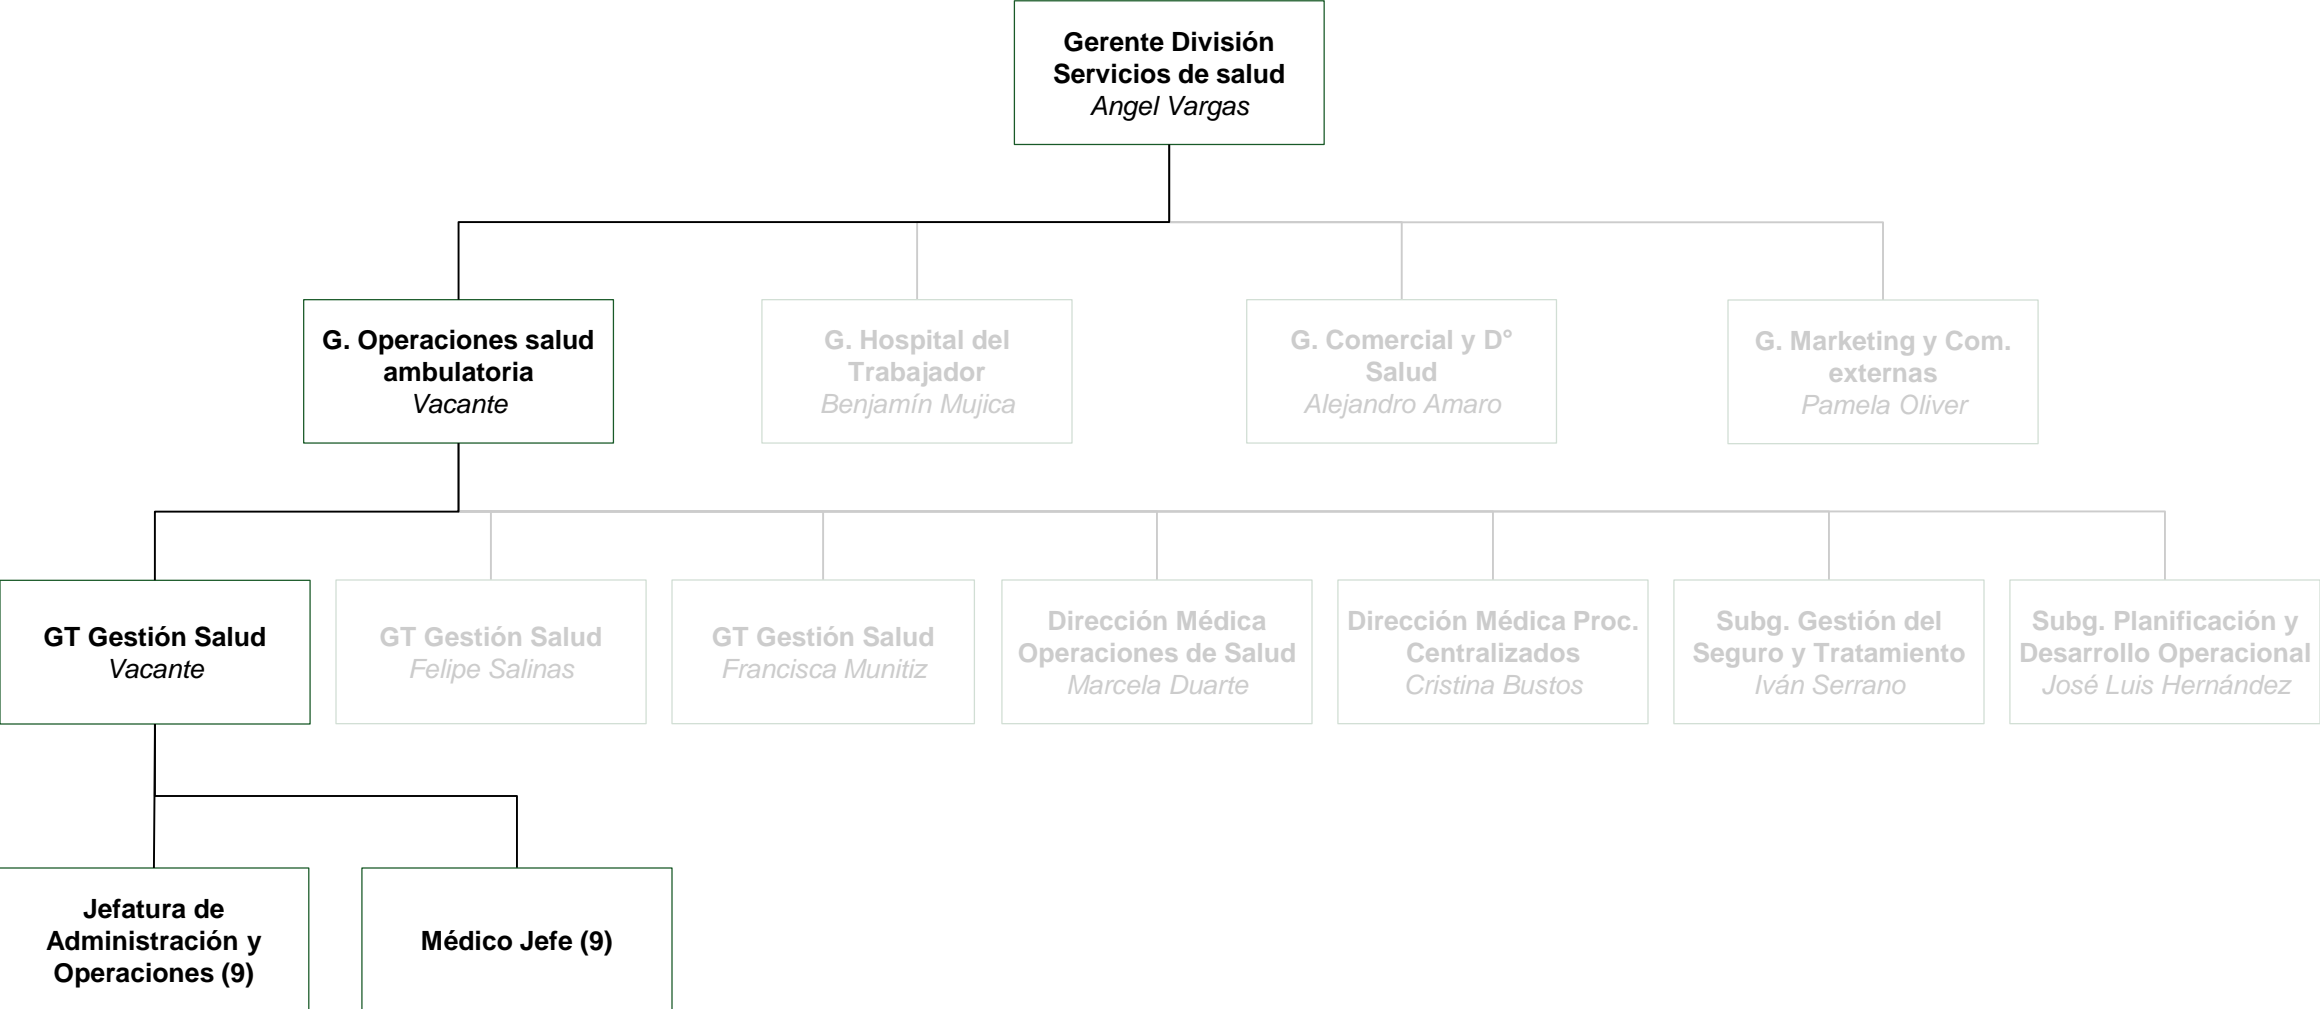 Gerente División
Servicios de salud
Angel Vargas
G. Operaciones salud
ambulatoria
Vacante
G. Hospital del
Trabajador
Benjamín Mujica
G. Comercial y D°
Salud
Alejandro Amaro
G. Marketing y Com.
externas
Pamela Oliver
GT Gestión Salud
Vacante
GT Gestión Salud
Felipe Salinas
GT Gestión Salud
Francisca Munitiz
Dirección Médica
Operaciones de Salud
Marcela Duarte
Dirección Médica Proc.
Centralizados
Cristina Bustos
Subg. Gestión del
Seguro y Tratamiento
Iván Serrano
Subg. Planificación y
Desarrollo Operacional
José Luis Hernández
Jefatura de
Administración y
Operaciones (9)
Médico Jefe (9)